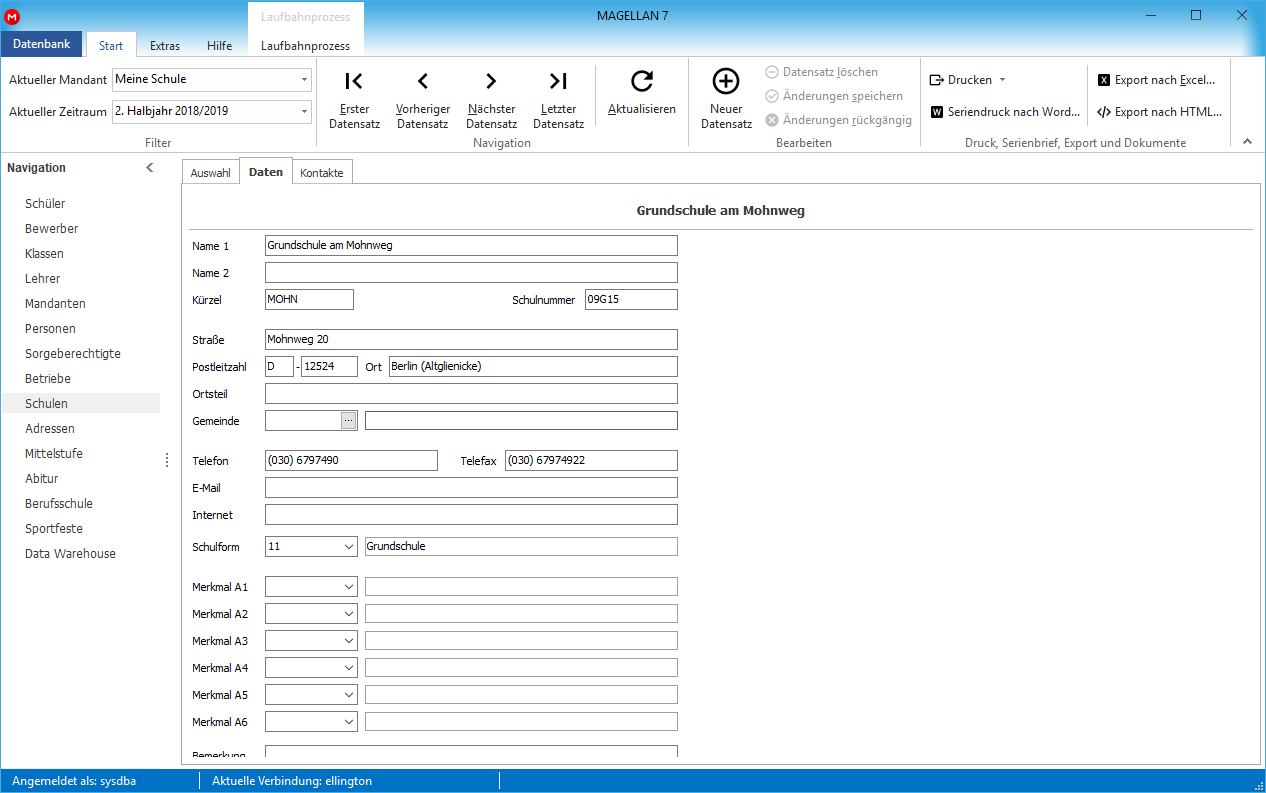 Laufbahnprozess
MAGELLAN 7
Datenbank Start Extras Hilfe Laufbahnprozess
Aktueller Mandant Meine Schule
Aktueller Zeitraum 2. Halbjahr 2018/2019
Filter
Erster Datensatz
Vorheriger Datensatz
Nächster Datensatz
Letzter Datensatz
Aktualisieren
Navigation
Neuer Datensatz
Datensatz löschen
Änderungen speichern
Änderungen rückgängig
Bearbeiten
Drucken
Seriendruck nach Word...
Export nach Excel...
Export nach HTML...
Druck, Serienbrief, Export und Dokumente
Navigation
Schüler
Bewerber
Klassen
Lehrer
Mandanten
Personen
Sorgeberechtigte
Betriebe
Schulen
Adressen
Mittelstufe
Abitur
Berufsschule
Sportfeste
Data Warehouse
Auswahl Daten Kontakte
Grundschule am Mohnweg
Name 1 Grundschule am Mohnweg
Name 2
Kürzel MOHN Schulnummer 09G15
Straße Mohnweg 20
Postleitzahl D - 12524 Ort Berlin (Altglienicke)
Ortsteil
Gemeinde ...
Telefon (030) 6797490 Telefax (030) 67974922
E-Mail
Internet
Schulform 11 Grundschule
Merkmal A1
Merkmal A2
Merkmal A3
Merkmal A4
Merkmal A5
Merkmal A6
Bemerkung
Angemeldet als: sysdba Aktuelle Verbindung: ellington